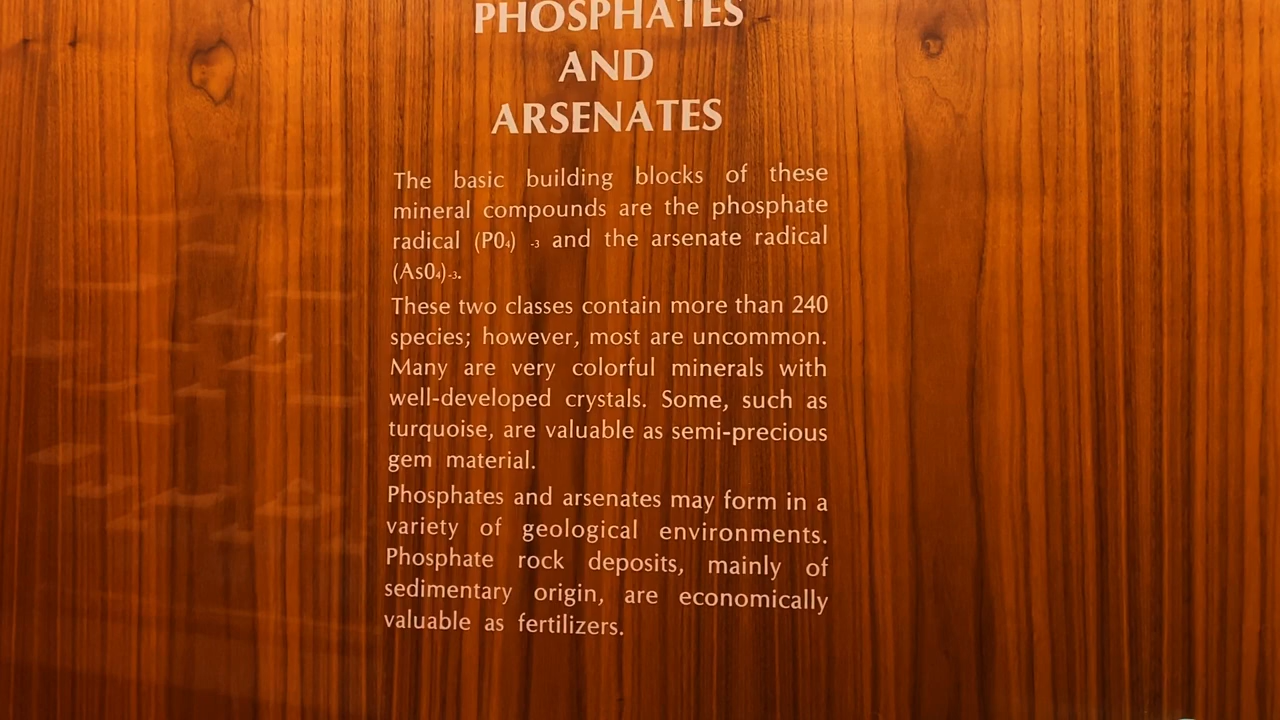 PHOSPHATES
AND
ARSENATES
The basic building blocks of these
mineral compounds are the phosphate
radical (PO₄) -3 and the arsenate radical
(AsO₄)-3.
These two classes contain more than 240
species; however, most are uncommon.
Many are very colorful minerals with
well-developed crystals. Some, such as
turquoise, are valuable as semi-precious
gem material.
Phosphates and arsenates may form in a
variety of geological environments.
Phosphate rock deposits, mainly of
sedimentary origin, are economically
valuable as fertilizers.